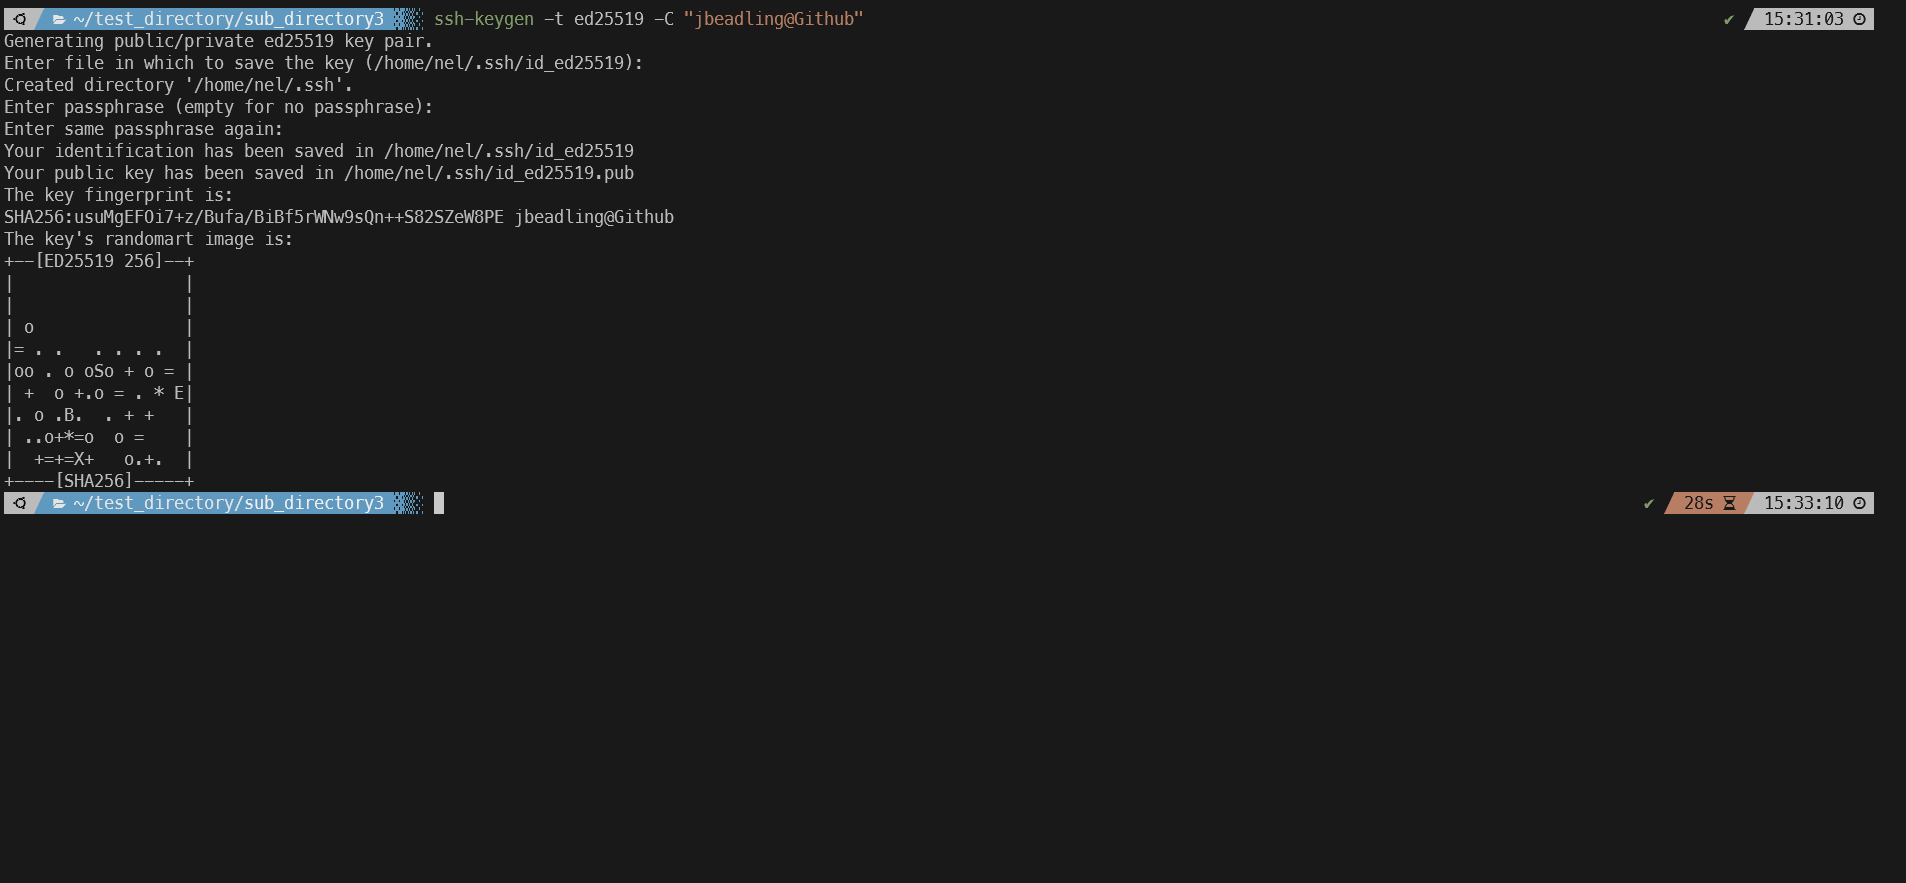 ~/test_directory/sub_directory3 ssh-keygen -t ed25519 -C "jbeadling@Github" ✔ 15:31:03
Generating public/private ed25519 key pair.
Enter file in which to save the key (/home/nel/.ssh/id_ed25519):
Created directory '/home/nel/.ssh'.
Enter passphrase (empty for no passphrase):
Enter same passphrase again:
Your identification has been saved in /home/nel/.ssh/id_ed25519
Your public key has been saved in /home/nel/.ssh/id_ed25519.pub
The key fingerprint is:
SHA256:usuMgEFOi7+z/Bufa/BiBf5rWNw9sQn++S82SZeW8PE jbeadling@Github
The key's randomart image is:
+--[ED25519 256]--+
|                 |
|                 |
| o               |
|= . .   . . . .  |
|oo . o oSo + o = |
| +  o +.o = . * E|
|. o .B.  . + +   |
| ..o+*=o  o =    |
|  +=+=X+   o.+.  |
+----[SHA256]-----+
~/test_directory/sub_directory3 ✔ 28s 15:33:10